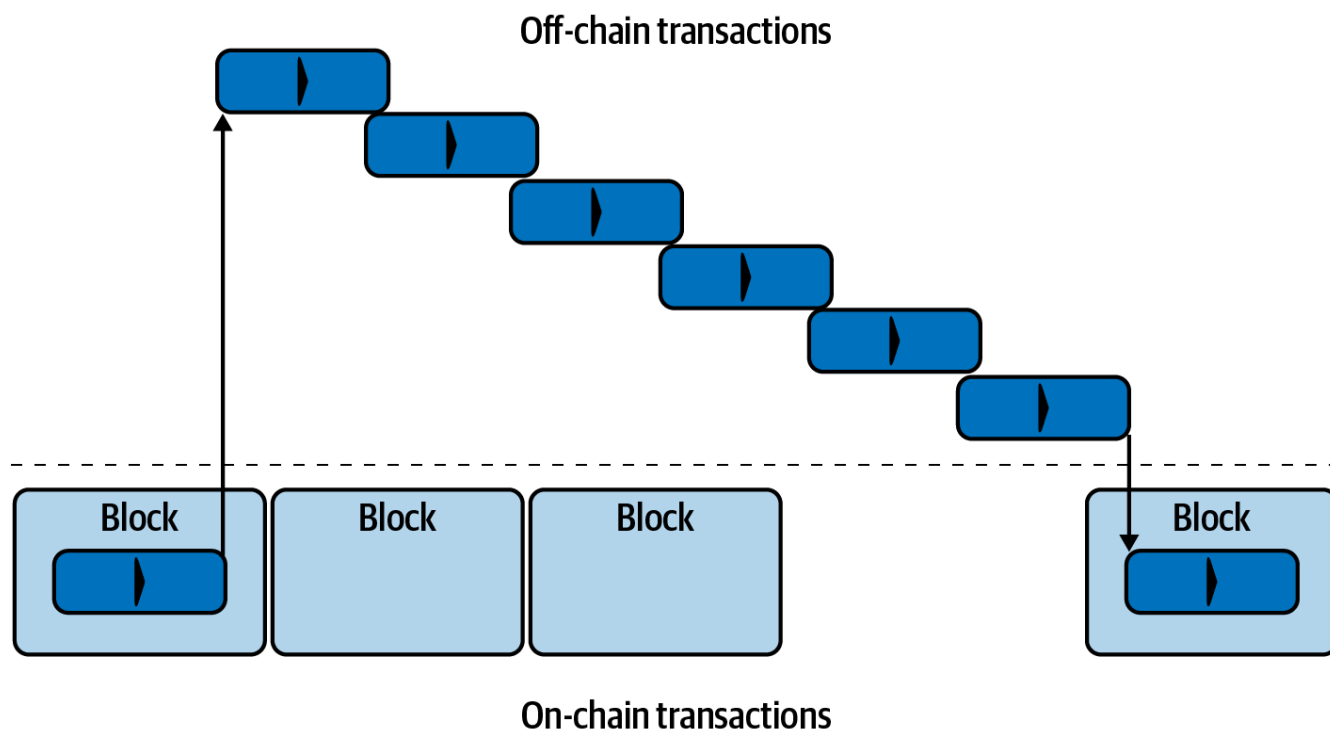 Off-chain transactions
Block
Block
Block
Block
On-chain transactions